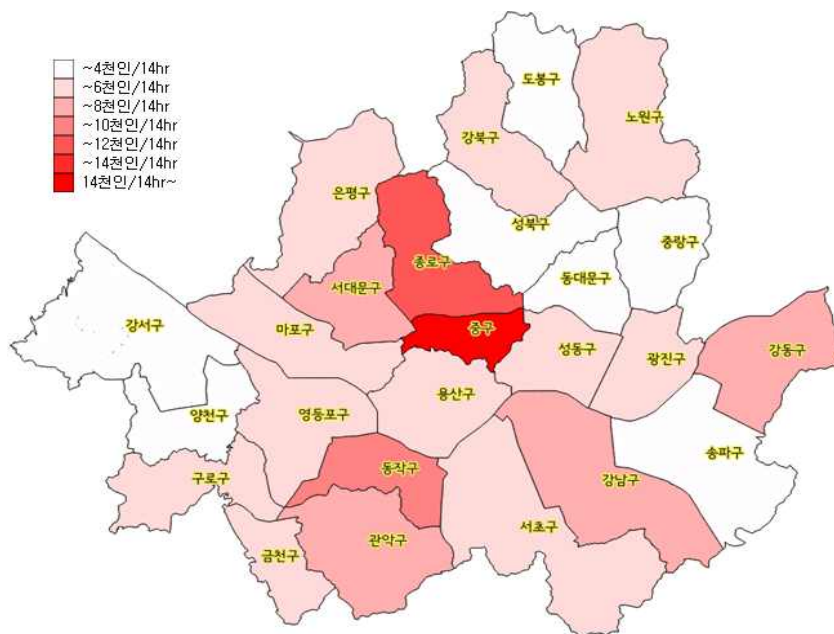 ~4천인/14hr
~6천인/14hr
~8천인/14hr
~10천인/14hr
~12천인/14hr
~14천인/14hr
14천인/14hr~
도봉구
노원구
강북구
은평구
성북구
중랑구
종로구
동대문구
서대문구
강서구
마포구
중구
성동구
광진구
강동구
용산구
양천구
영등포구
송파구
동작구
구로구
강남구
서초구
관악구
금천구